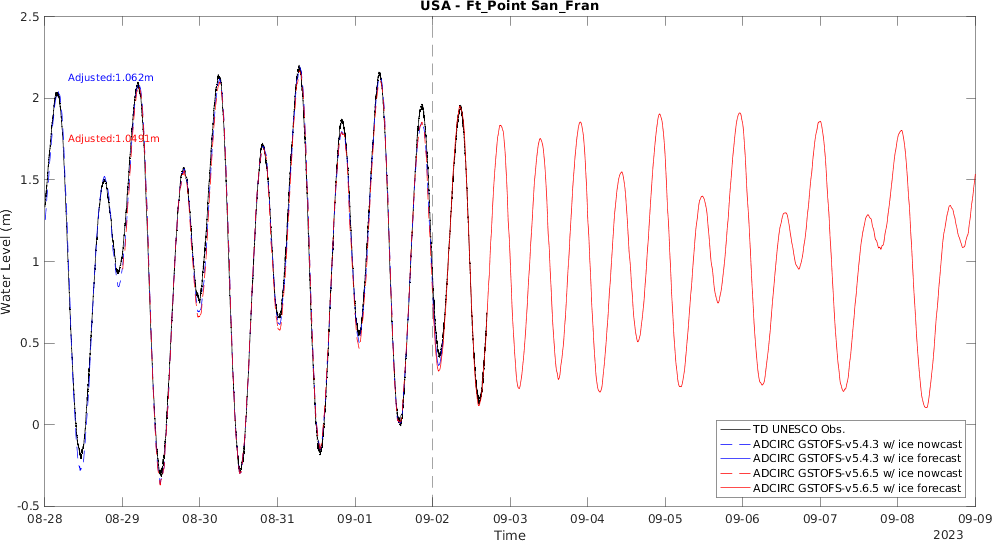 USA - Ft_Point San_Fran
2.5
2
1.5
1
0.5
0
-0.5
Water Level (m)
Adjusted:1.062m
Adjusted:1.0491m
TD UNESCO Obs.
ADCIRC GSTOFS-v5.4.3 w/ ice nowcast
ADCIRC GSTOFS-v5.4.3 w/ ice forecast
ADCIRC GSTOFS-v5.6.5 w/ ice nowcast
ADCIRC GSTOFS-v5.6.5 w/ ice forecast
08-28 08-29 08-30 08-31 09-01 09-02 09-03 09-04 09-05 09-06 09-07 09-08 09-09
Time
2023